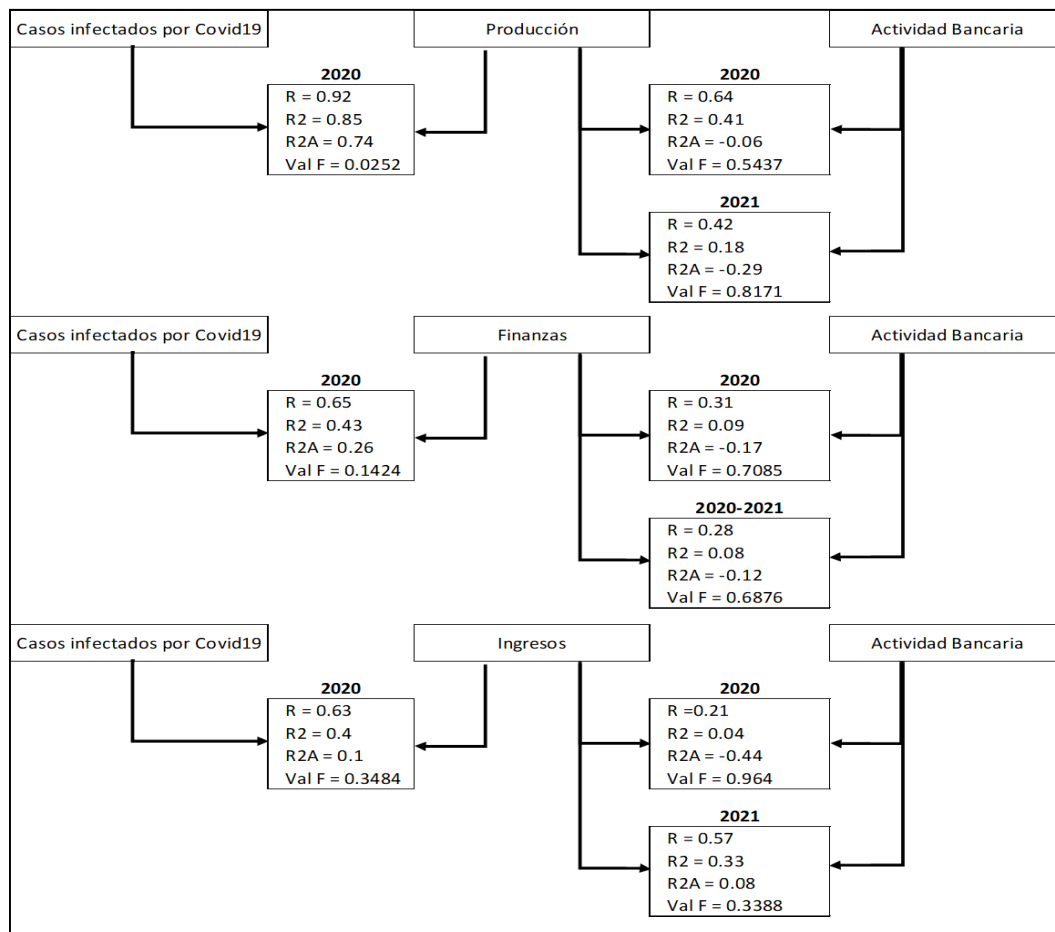 Casos infectados por Covid19
Producción
Actividad Bancaria
2020
R = 0.92
R2 = 0.85
R2A = 0.74
Val F = 0.0252
2020
R = 0.64
R2 = 0.41
R2A = -0.06
Val F = 0.5437
2021
R = 0.42
R2 = 0.18
R2A = -0.29
Val F = 0.8171
Casos infectados por Covid19
Finanzas
Actividad Bancaria
2020
R = 0.65
R2 = 0.43
R2A = 0.26
Val F = 0.1424
2020
R = 0.31
R2 = 0.09
R2A = -0.17
Val F = 0.7085
2020-2021
R = 0.28
R2 = 0.08
R2A = -0.12
Val F = 0.6876
Casos infectados por Covid19
Ingresos
Actividad Bancaria
2020
R = 0.63
R2 = 0.4
R2A = 0.1
Val F = 0.3484
2020
R =0.21
R2 = 0.04
R2A = -0.44
Val F = 0.964
2021
R = 0.57
R2 = 0.33
R2A = 0.08
Val F = 0.3388